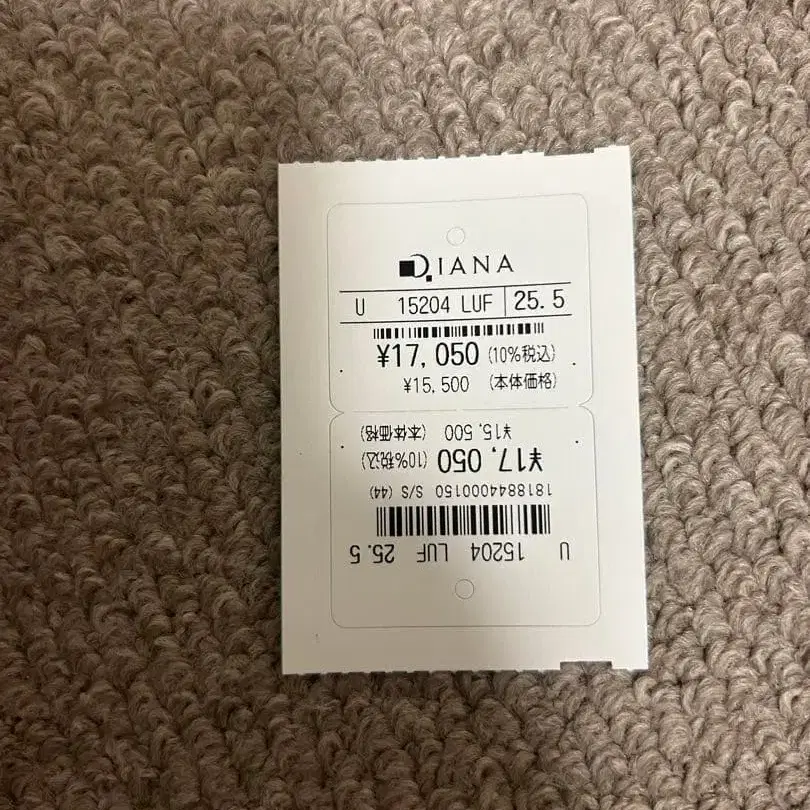 DIANA
U 15204 LUF 25.5
¥17,050 (10%税込)
¥15,500 (本体価格)
U 15204 LUF 25.5
1818844000150 S/S (44)
¥17,050 (10%税込)
¥15,500 (本体価格)